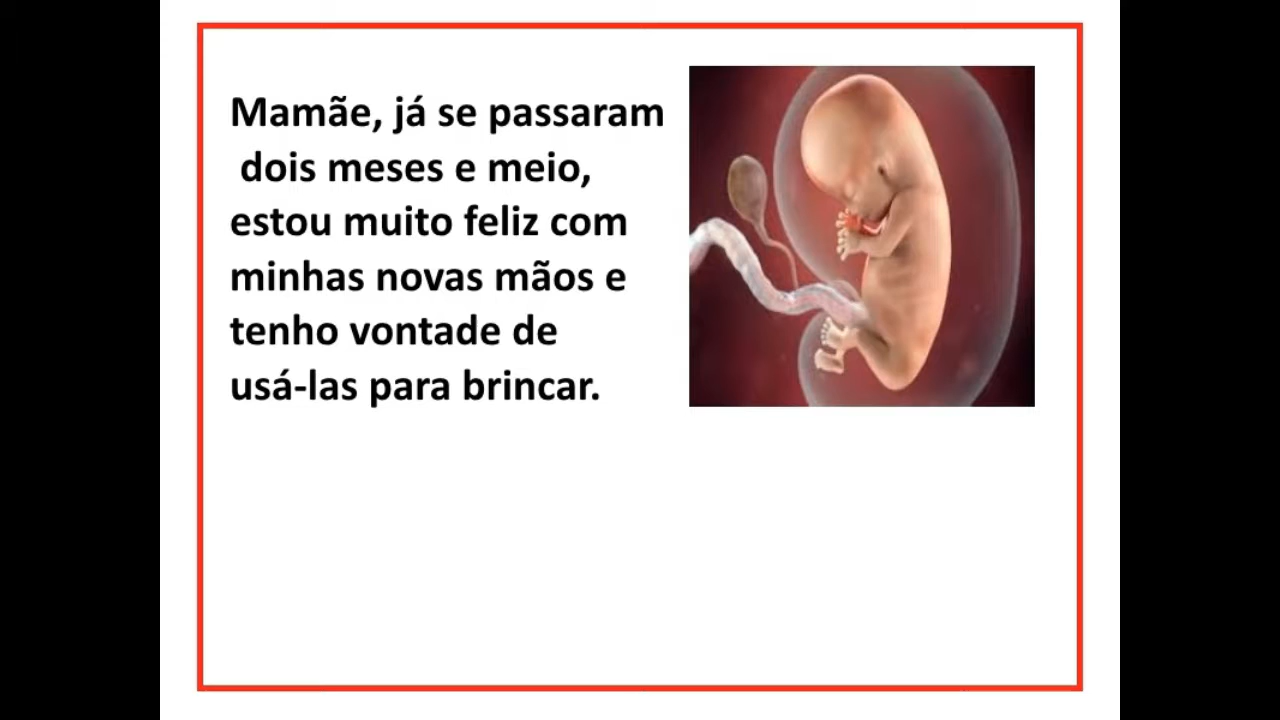 Mamãe, já se passaram
dois meses e meio,
estou muito feliz com
minhas novas mãos e
tenho vontade de
usá-las para brincar.